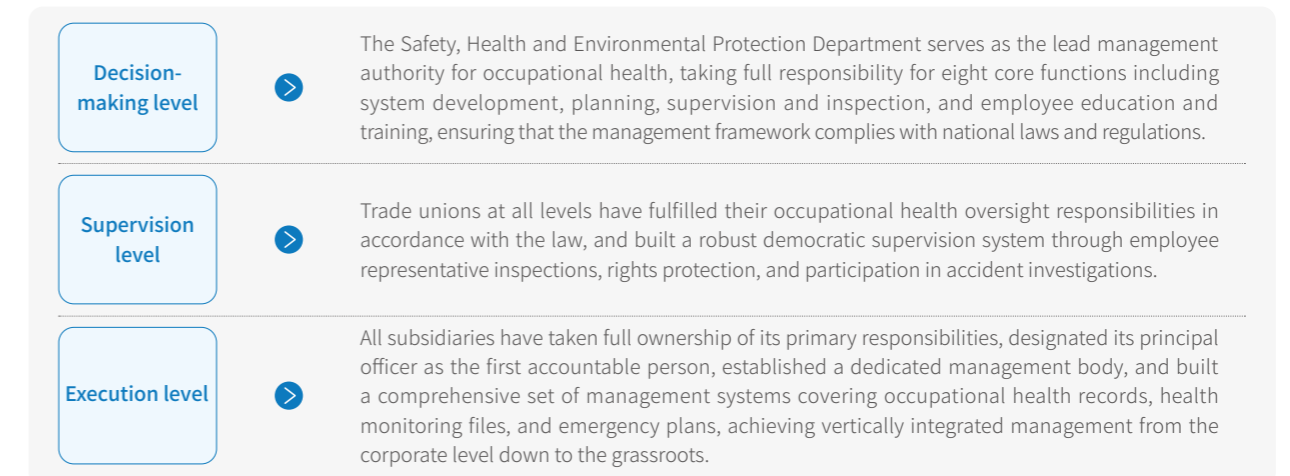 Decision-
making level
The Safety, Health and Environmental Protection Department serves as the lead management
authority for occupational health, taking full responsibility for eight core functions including
system development, planning, supervision and inspection, and employee education and
training, ensuring that the management framework complies with national laws and regulations.
Supervision
level
Trade unions at all levels have fulfilled their occupational health oversight responsibilities in
accordance with the law, and built a robust democratic supervision system through employee
representative inspections, rights protection, and participation in accident investigations.
Execution level
All subsidiaries have taken full ownership of its primary responsibilities, designated its principal
officer as the first accountable person, established a dedicated management body, and built
a comprehensive set of management systems covering occupational health records, health
monitoring files, and emergency plans, achieving vertically integrated management from the
corporate level down to the grassroots.